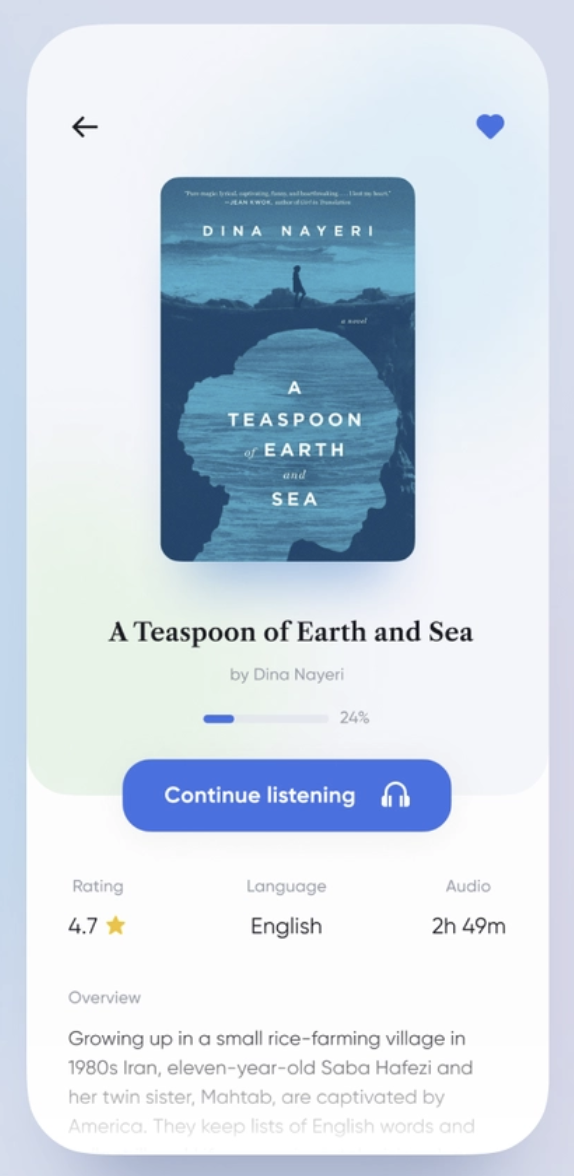 "Pure magic: lyrical, captivating, funny, and heartbreaking . . . I lost my heart."
—JEAN KWOK, author of Girl in Translation
DINA NAYERI
a novel
A
TEASPOON
of EARTH
and
SEA
A Teaspoon of Earth and Sea
by Dina Nayeri
24%
Continue listening
Rating Language Audio
4.7 English 2h 49m
Overview
Growing up in a small rice-farming village in
1980s Iran, eleven-year-old Saba Hafezi and
her twin sister, Mahtab, are captivated by
America. They keep lists of English words and